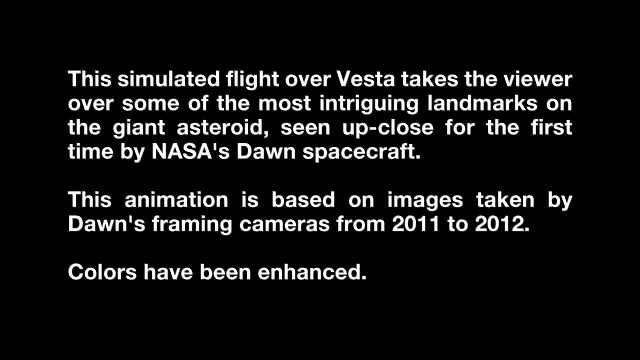 This simulated flight over Vesta takes the viewer
over some of the most intriguing landmarks on
the giant asteroid, seen up-close for the first
time by NASA's Dawn spacecraft.
This animation is based on images taken by
Dawn's framing cameras from 2011 to 2012.
Colors have been enhanced.